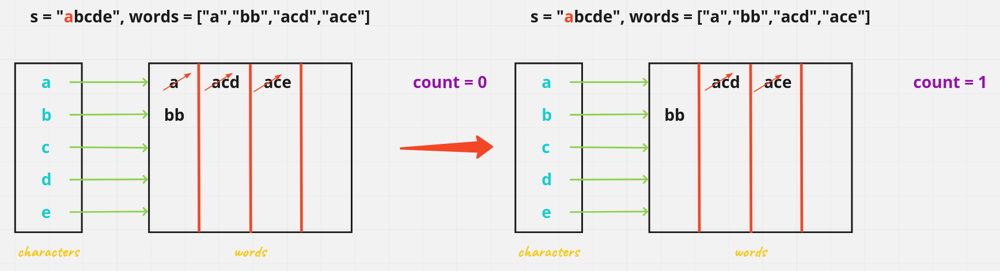 s = "abcde", words = ["a","bb","acd","ace"]
a a acd ace count = 0
b bb
c
d
e
characters words
s = "abcde", words = ["a","bb","acd","ace"]
a acd ace count = 1
b bb
c
d
e
characters words